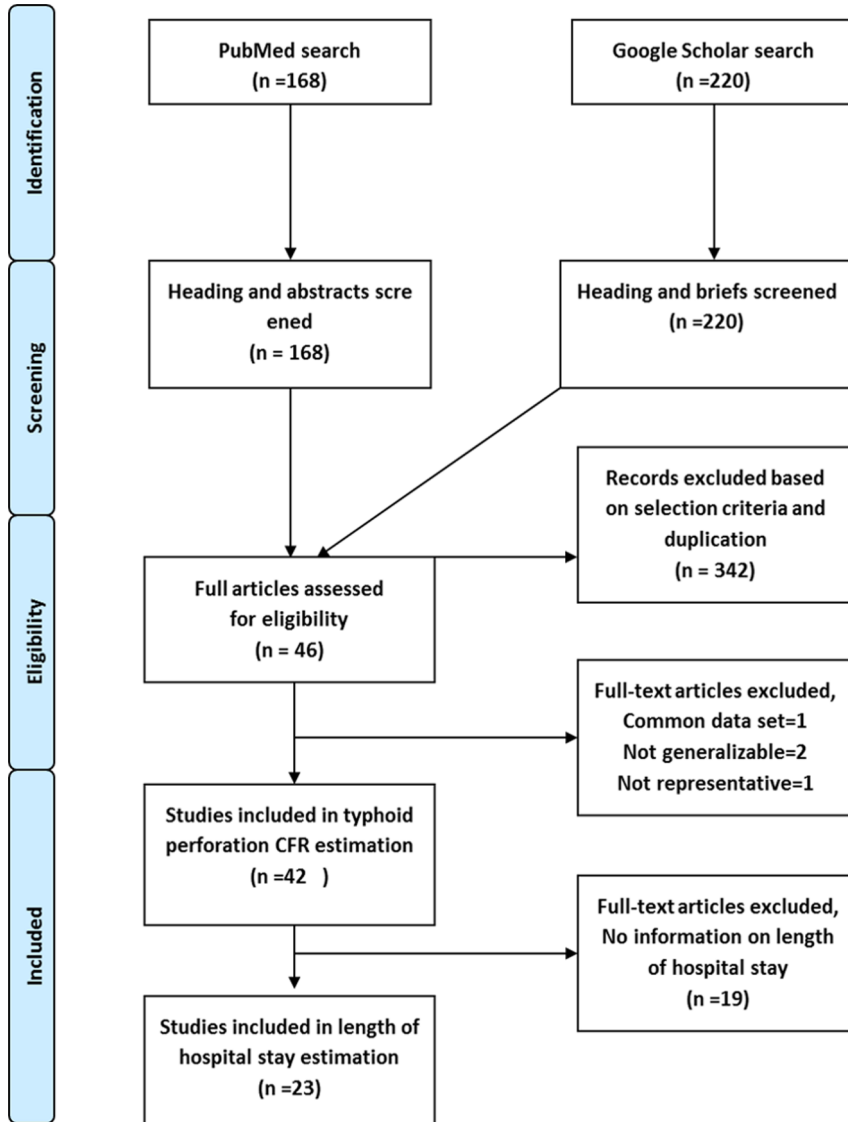 Identification
PubMed search
(n =168)
Google Scholar search
(n =220)
Screening
Heading and abstracts scre
ened
(n = 168)
Heading and briefs screened
(n =220)
Records excluded based
on selection criteria and
duplication
(n = 342)
Eligibility
Full articles assessed
for eligibility
(n = 46)
Full-text articles excluded,
Common data set=1
Not generalizable=2
Not representative=1
Included
Studies included in typhoid
perforation CFR estimation
(n =42 )
Full-text articles excluded,
No information on length
of hospital stay
(n =19)
Studies included in length of
hospital stay estimation
(n =23)